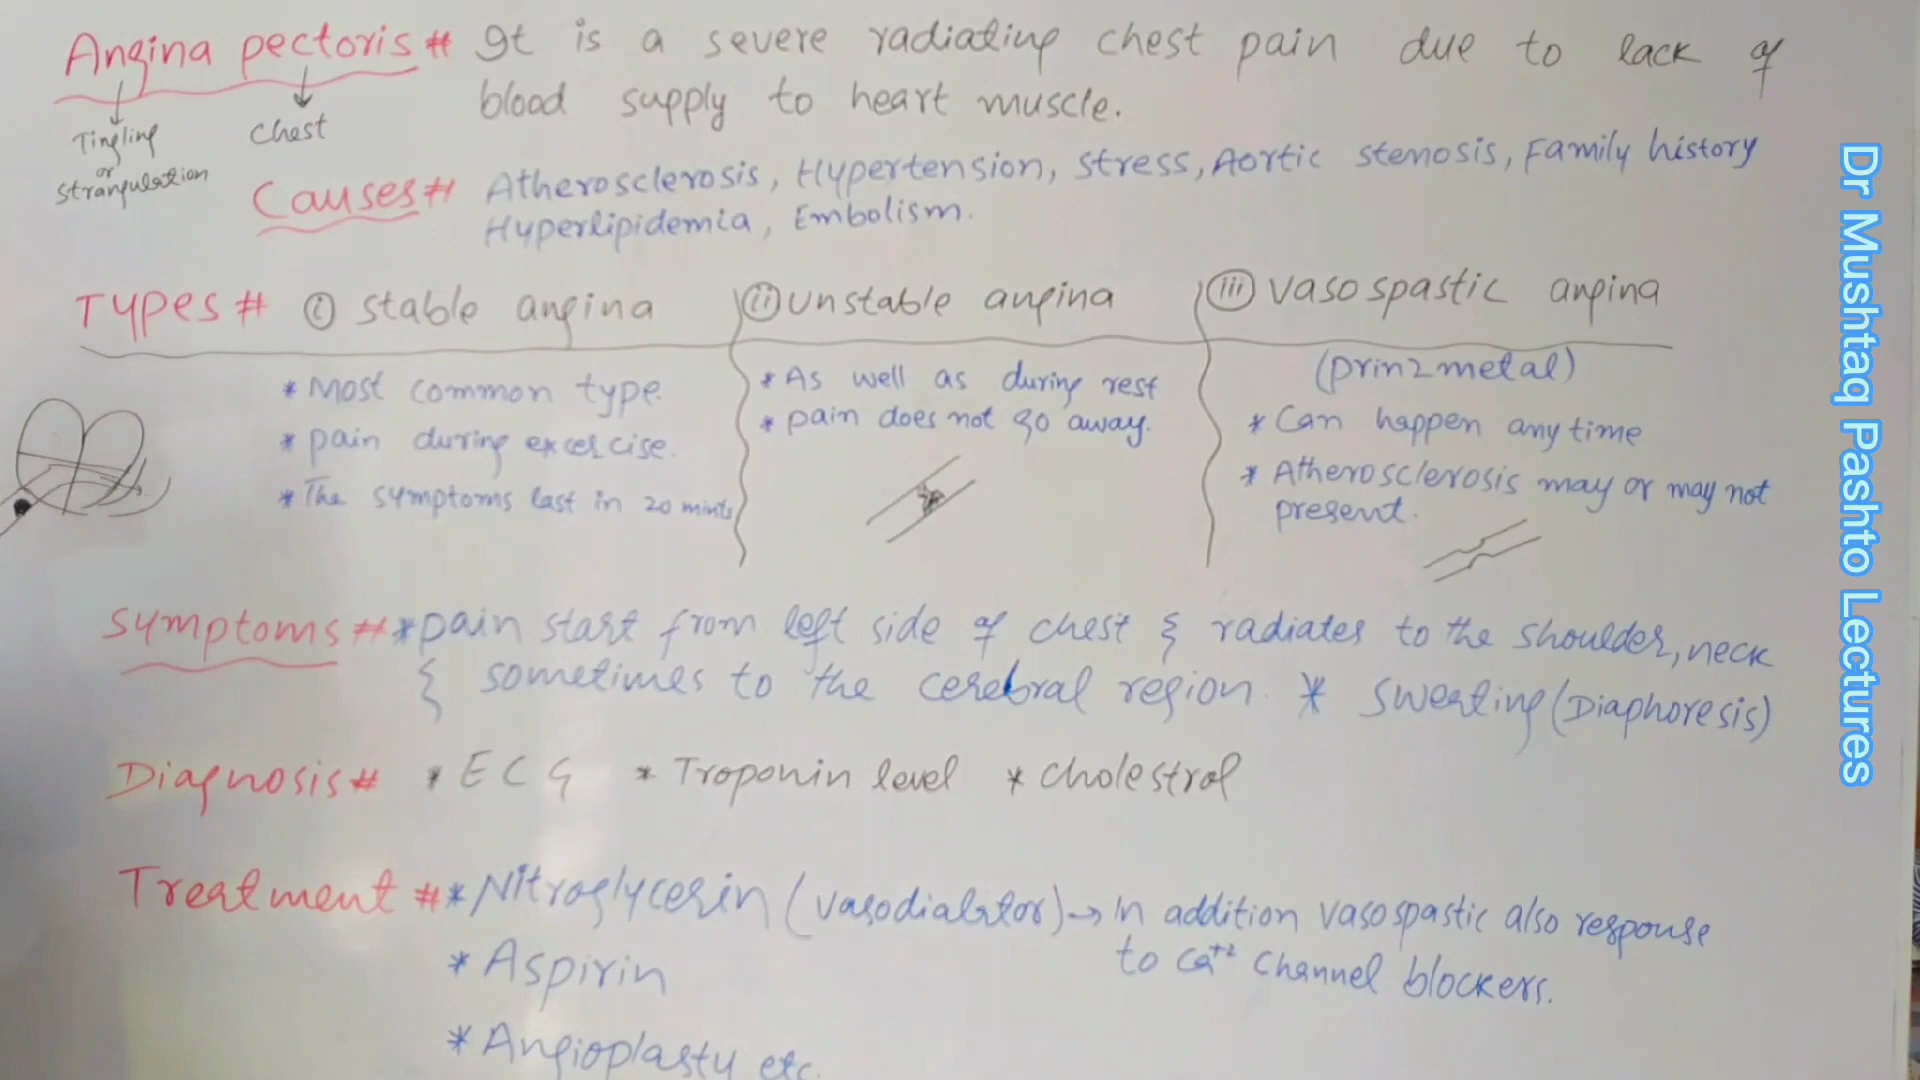 Angina pectoris # It is a severe radiating chest pain due to lack of
blood supply to heart muscle.
Tingling
or
strangulation
chest
Causes # Atherosclerosis, Hypertension, stress, Aortic stenosis, Family history
Hyperlipidemia, Embolism.
Types # (i) stable angina
* Most common type.
* pain during excercise.
* The symptoms last in 20 mints
(ii) unstable angina
* As well as during rest
* pain does not go away.
(iii) vasospastic angina
(prinzmetal)
* Can happen any time
* Atherosclerosis may or may not
present.
Symptoms # * pain start from left side of chest & radiates to the shoulder, neck
& sometimes to the cerebral region. * Sweating (Diaphoresis)
Diagnosis # * ECG * Troponin level * cholestrol
Treatment # * Nitroglycerin (vasodialator) → In addition vasospastic also response
to Ca+2 channel blockers.
* Aspirin
* Angioplasty etc.
Dr Mushtaq Pashto Lectures